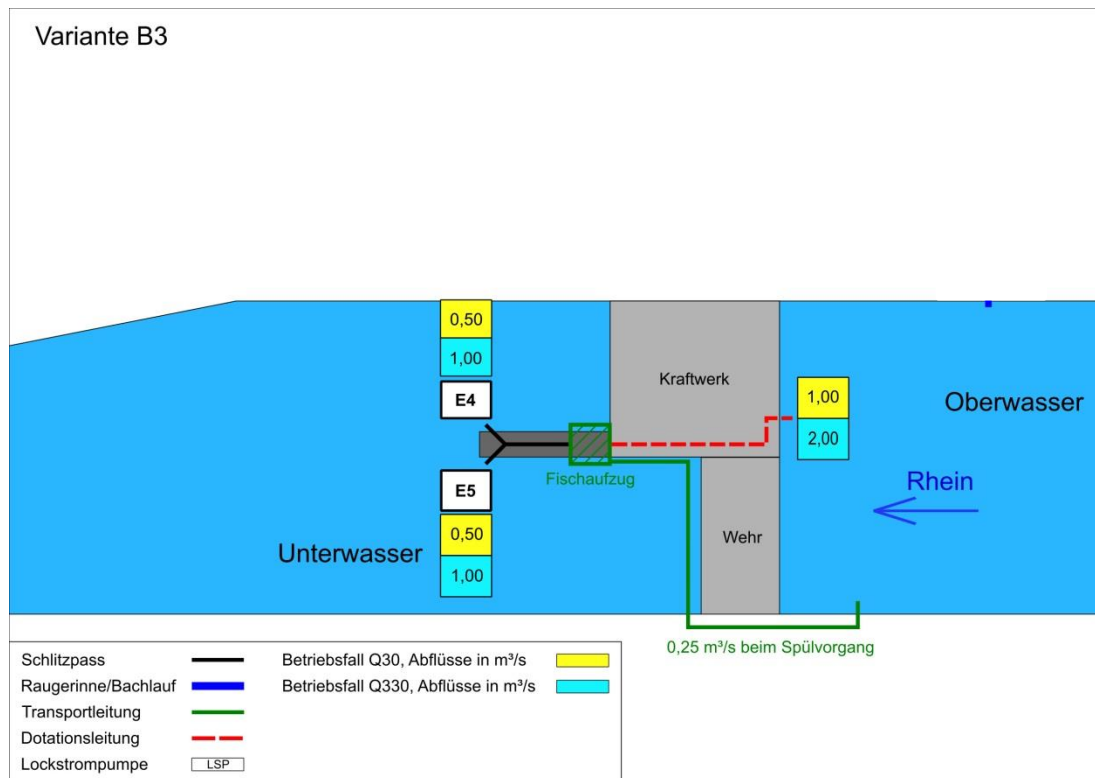 Variante B3
0,50
1,00
E4
Kraftwerk
1,00
2,00
Oberwasser
Fischaufzug
E5
Rhein
0,50
1,00
Unterwasser
Wehr
0,25 m³/s beim Spülvorgang
Schlitzpass
Raugerinne/Bachlauf
Transportleitung
Dotationsleitung
Lockstrompumpe LSP
Betriebsfall Q30, Abflüsse in m³/s
Betriebsfall Q330, Abflüsse in m³/s